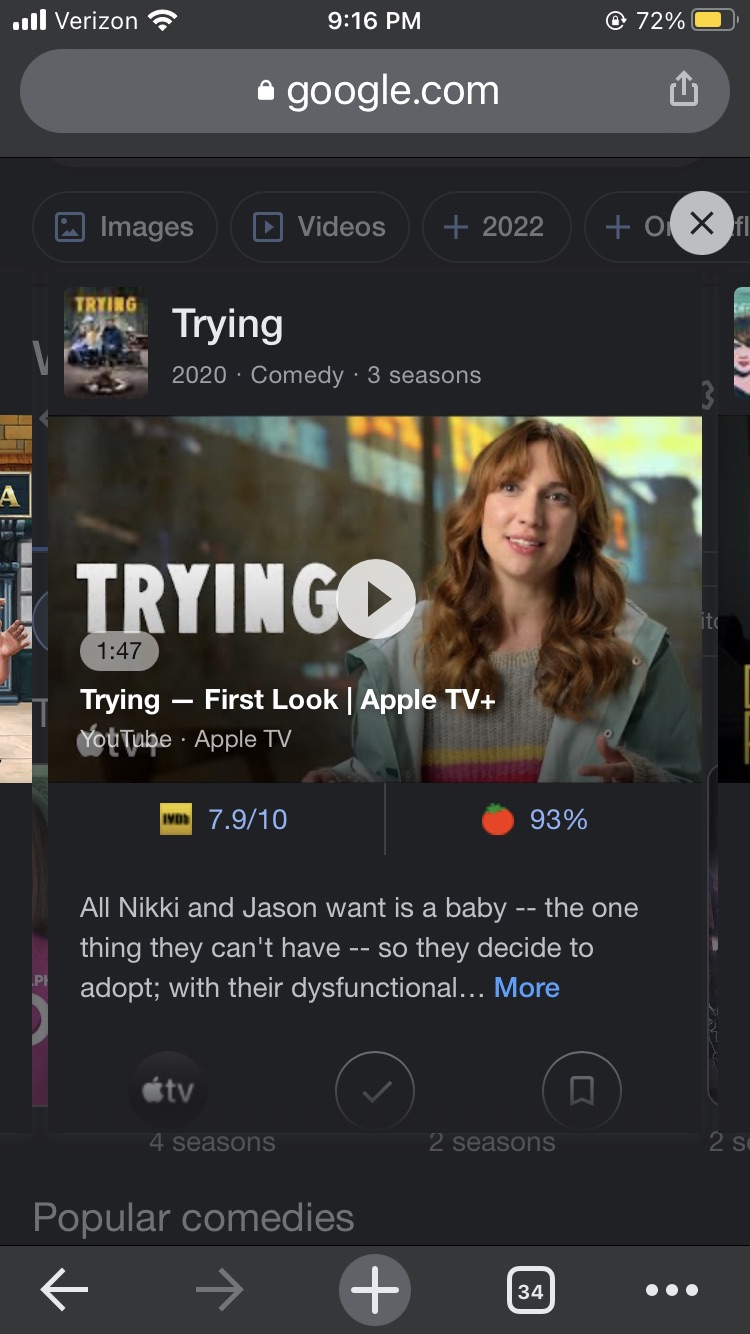 Verizon
9:16 PM
72%
google.com
Images
Videos
2022
TRYING
Trying
2020 · Comedy · 3 seasons
A
TRYING
1:47
Trying — First Look | Apple TV+
YouTube · Apple TV
tv+
IMDb 7.9/10
93%
All Nikki and Jason want is a baby -- the one
thing they can't have -- so they decide to
adopt; with their dysfunctional... More
tv
4 seasons
2 seasons
Popular comedies
34